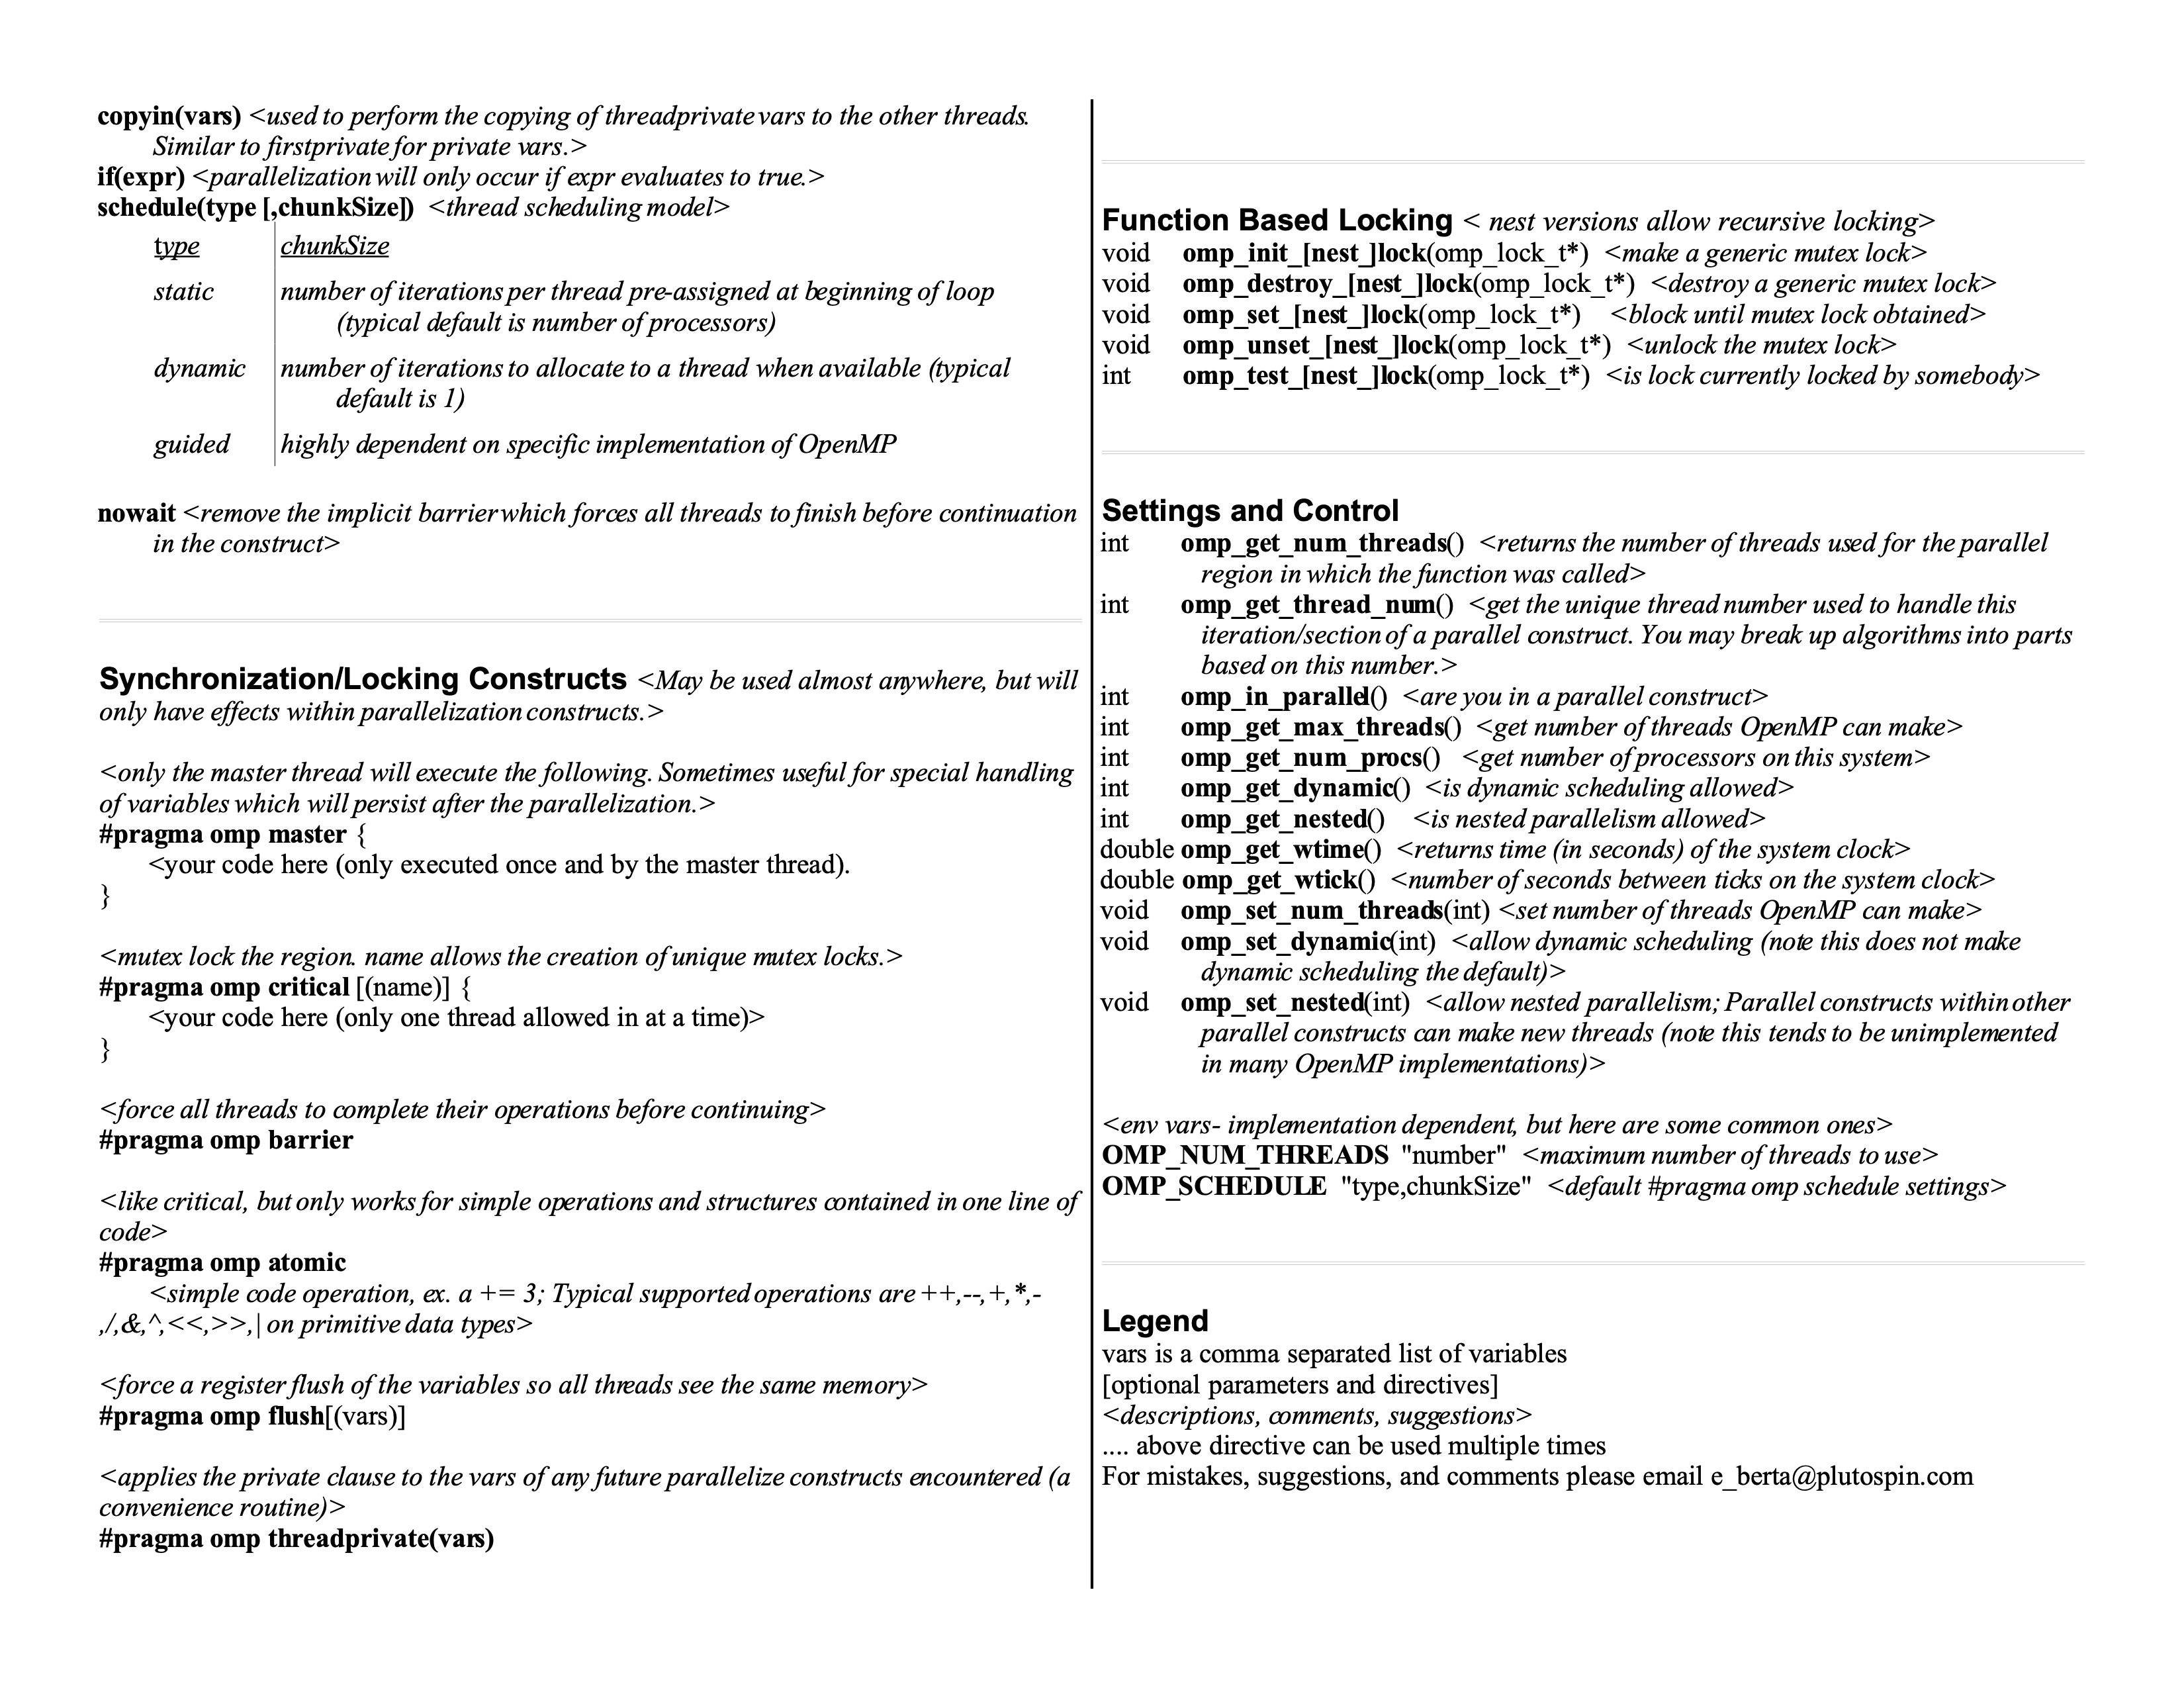 copyin(vars) <used to perform the copying of threadprivate vars to the other threads.
Similar to firstprivate for private vars.>
if(expr) <parallelization will only occur if expr evaluates to true.>
schedule(type [,chunkSize]) <thread scheduling model>
type chunkSize
static number of iterations per thread pre-assigned at beginning of loop
(typical default is number of processors)
dynamic number of iterations to allocate to a thread when available (typical
default is 1)
guided highly dependent on specific implementation of OpenMP
nowait <remove the implicit barrier which forces all threads to finish before continuation
in the construct>
Synchronization/Locking Constructs <May be used almost anywhere, but will
only have effects within parallelization constructs.>
<only the master thread will execute the following. Sometimes useful for special handling
of variables which will persist after the parallelization.>
#pragma omp master {
<your code here (only executed once and by the master thread).
}
<mutex lock the region. name allows the creation of unique mutex locks.>
#pragma omp critical [(name)] {
<your code here (only one thread allowed in at a time)>
}
<force all threads to complete their operations before continuing>
#pragma omp barrier
<like critical, but only works for simple operations and structures contained in one line of
code>
#pragma omp atomic
<simple code operation, ex. a += 3; Typical supported operations are ++,--,+,*,-
,/,&,^,<<,>>,| on primitive data types>
<force a register flush of the variables so all threads see the same memory>
#pragma omp flush[(vars)]
<applies the private clause to the vars of any future parallelize constructs encountered (a
convenience routine)>
#pragma omp threadprivate(vars)
Function Based Locking < nest versions allow recursive locking>
void omp_init_[nest_]lock(omp_lock_t*) <make a generic mutex lock>
void omp_destroy_[nest_]lock(omp_lock_t*) <destroy a generic mutex lock>
void omp_set_[nest_]lock(omp_lock_t*) <block until mutex lock obtained>
void omp_unset_[nest_]lock(omp_lock_t*) <unlock the mutex lock>
int omp_test_[nest_]lock(omp_lock_t*) <is lock currently locked by somebody>
Settings and Control
int omp_get_num_threads() <returns the number of threads used for the parallel
region in which the function was called>
int omp_get_thread_num() <get the unique thread number used to handle this
iteration/section of a parallel construct. You may break up algorithms into parts
based on this number.>
int omp_in_parallel() <are you in a parallel construct>
int omp_get_max_threads() <get number of threads OpenMP can make>
int omp_get_num_procs() <get number of processors on this system>
int omp_get_dynamic() <is dynamic scheduling allowed>
int omp_get_nested() <is nested parallelism allowed>
double omp_get_wtime() <returns time (in seconds) of the system clock>
double omp_get_wtick() <number of seconds between ticks on the system clock>
void omp_set_num_threads(int) <set number of threads OpenMP can make>
void omp_set_dynamic(int) <allow dynamic scheduling (note this does not make
dynamic scheduling the default)>
void omp_set_nested(int) <allow nested parallelism; Parallel constructs within other
parallel constructs can make new threads (note this tends to be unimplemented
in many OpenMP implementations)>
<env vars- implementation dependent, but here are some common ones>
OMP_NUM_THREADS "number" <maximum number of threads to use>
OMP_SCHEDULE "type,chunkSize" <default #pragma omp schedule settings>
Legend
vars is a comma separated list of variables
[optional parameters and directives]
<descriptions, comments, suggestions>
.... above directive can be used multiple times
For mistakes, suggestions, and comments please email e_berta@plutospin.com